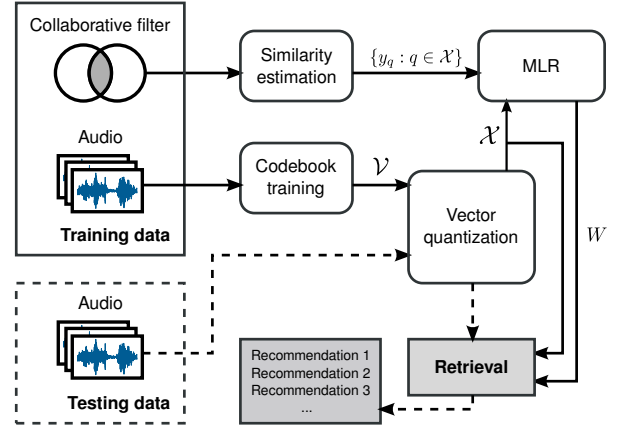 Collaborative filter
Similarity
estimation
{y_q : q ∈ 𝒳}
MLR
Audio
Training data
Codebook
training
𝒱
𝒳
Vector
quantization
W
Audio
Testing data
Recommendation 1
Recommendation 2
Recommendation 3
...
Retrieval